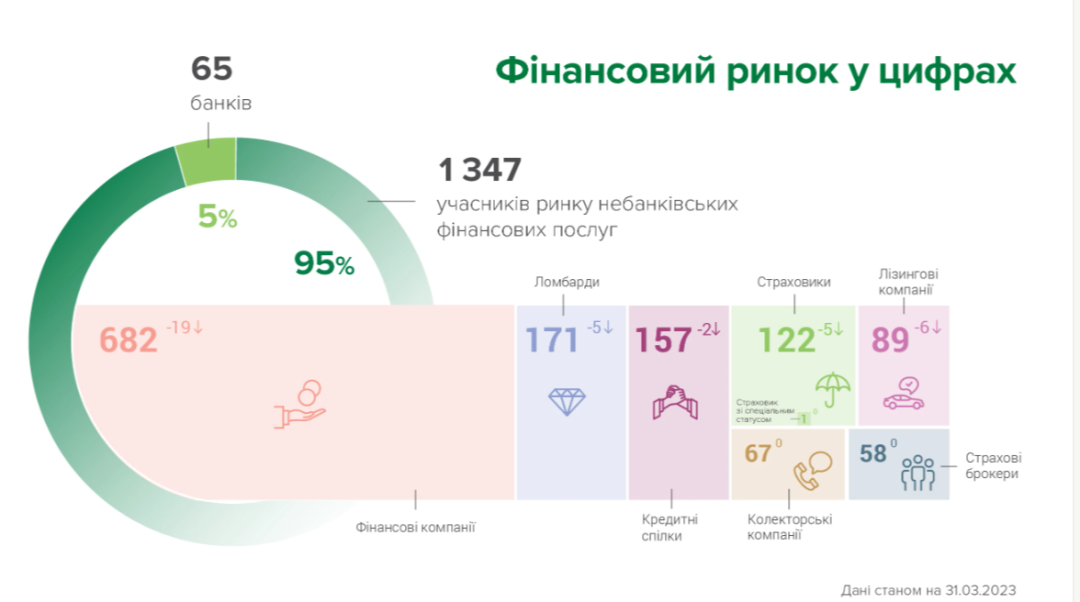 Фінансовий ринок у цифрах
65
банків
5%
95%
1 347
учасників ринку небанківських
фінансових послуг
682 -19↓
Фінансові компанії
Ломбарди
171 -5↓
157 -2↓
Кредитні
спілки
Страховики
122 -5↓
Страховик
зі спеціальним
статусом
1 0
Лізингові
компанії
89 -6↓
67 0
Колекторські
компанії
58 0
Страхові
брокери
Дані станом на 31.03.2023